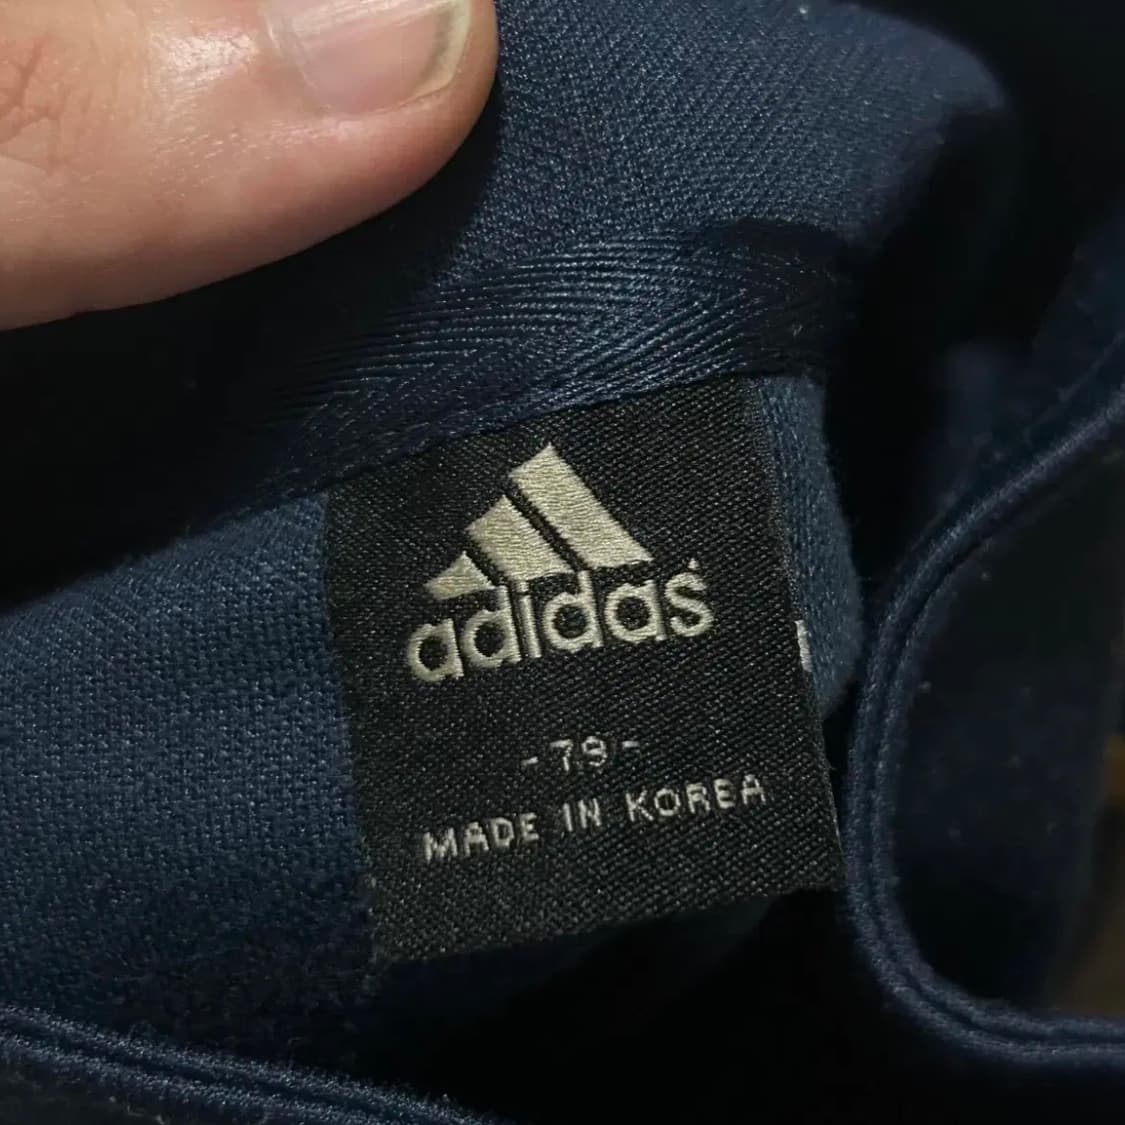 adidas
-79-
MADE IN KOREA